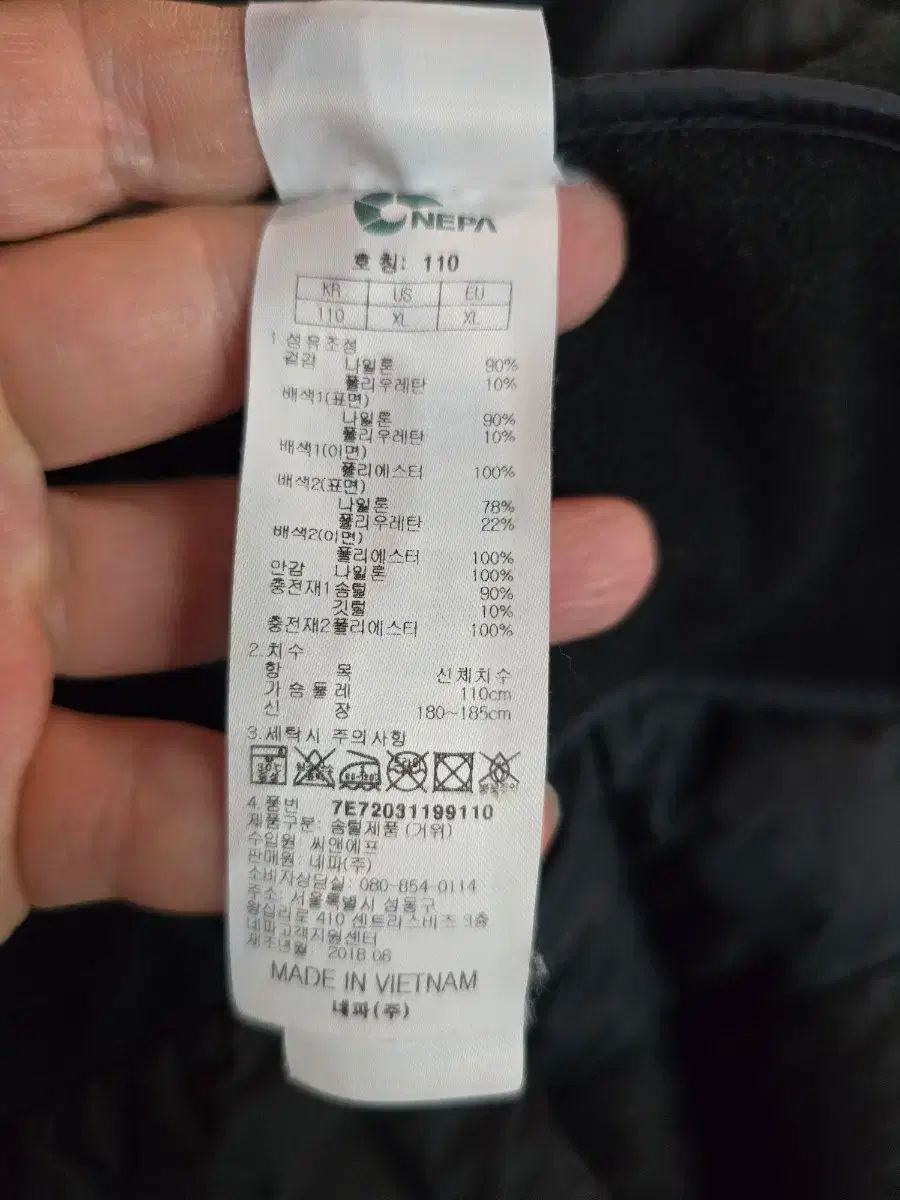 NEPA
호 칭: 110
KR US EU
110 XL XL
1.섬유조성
겉감 나일론 90%
폴리우레탄 10%
배색1(표면)
나일론 90%
폴리우레탄 10%
배색1(이면)
폴리에스터 100%
배색2(표면)
나일론 78%
폴리우레탄 22%
배색2(이면)
폴리에스터 100%
안감 나일론 100%
충전재1 솜털 90%
깃털 10%
충전재2 폴리에스터 100%
2.치수
항 목 신체치수
가슴둘레 110cm
신 장 180~185cm
3.세탁시 주의사항
4.품번 7E72031199110
제품구분: 솜털제품 (거위)
수입원: 씨앤에프
판매원: 네파(주)
소비자상담실: 080-854-0114
주소: 서울특별시 성동구
왕십리로 410 센트라스비즈 3층
네파고객지원센터
제조년월 2018.08
MADE IN VIETNAM
네파(주)